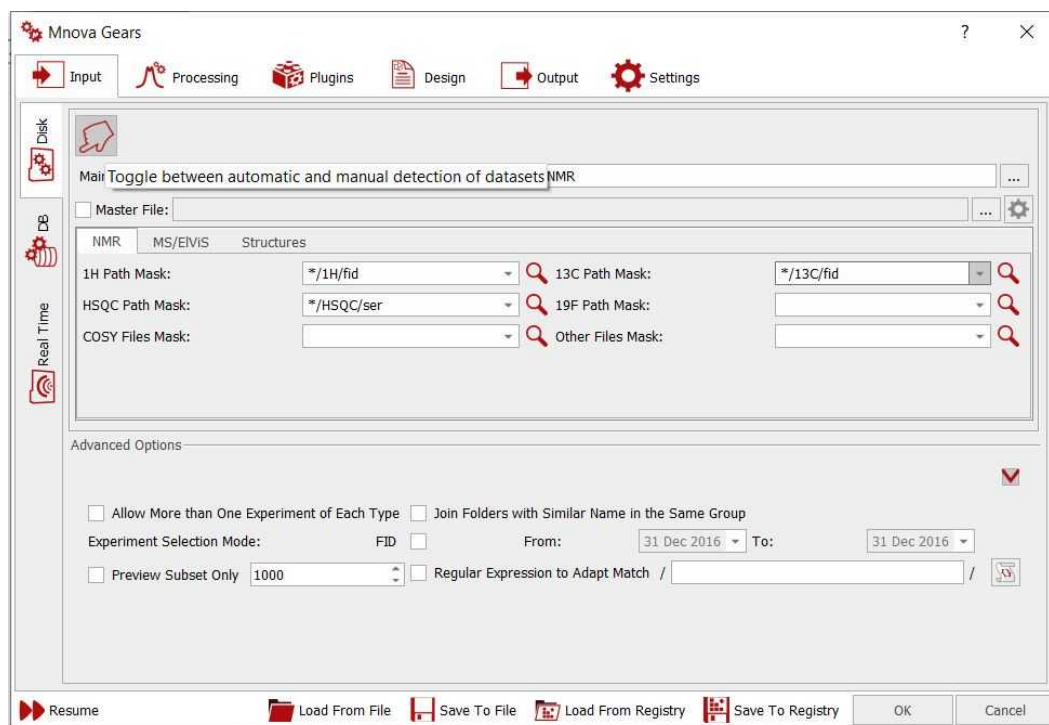 Mnova Gears
?
Input Processing Plugins Design Output Settings
Disk
Toggle between automatic and manual detection of datasets NMR ...
Master File: ...
DB
NMR MS/ElViS Structures
1H Path Mask: */1H/fid 13C Path Mask: */13C/fid
HSQC Path Mask: */HSQC/ser 19F Path Mask:
COSY Files Mask: Other Files Mask:
Real Time
Advanced Options
Allow More than One Experiment of Each Type Join Folders with Similar Name in the Same Group
Experiment Selection Mode: FID From: 31 Dec 2016 To: 31 Dec 2016
Preview Subset Only 1000 Regular Expression to Adapt Match / /
Resume Load From File Save To File Load From Registry Save To Registry OK Cancel